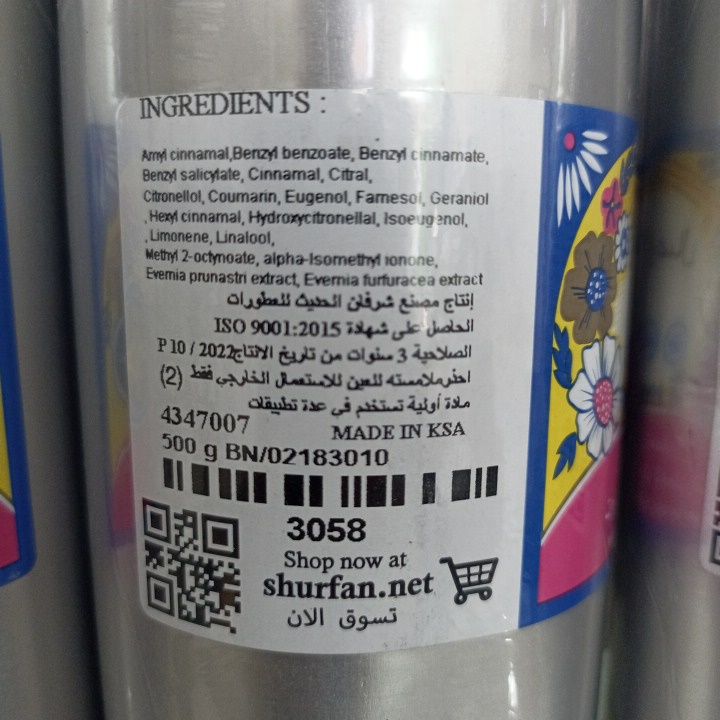 INGREDIENTS :
Amyl cinnamal,Benzyl benzoate, Benzyl cinnamate,
Benzyl salicylate, Cinnamal, Citral,
Citronellol, Coumarin, Eugenol, Farnesol, Geraniol
, Hexyl cinnamal, Hydroxycitronellal, Isoeugenol,
, Limonene, Linalool,
Methyl 2-octynoate, alpha-Isomethyl ionone,
Evernia prunastri extract, Evernia furfuracea extract
إنتاج مصنع شرفان الحديث للعطورات
الحاصل على شهادة ISO 9001:2015
الصلاحية 3 سنوات من تاريخ الانتاج P 10 / 2022
احذر ملامسته للعين للاستعمال الخارجي فقط (2)
مادة أولية تستخدم في عدة تطبيقات
4347007
MADE IN KSA
500 g BN/02183010
3058
Shop now at
shurfan.net
تسوق الان